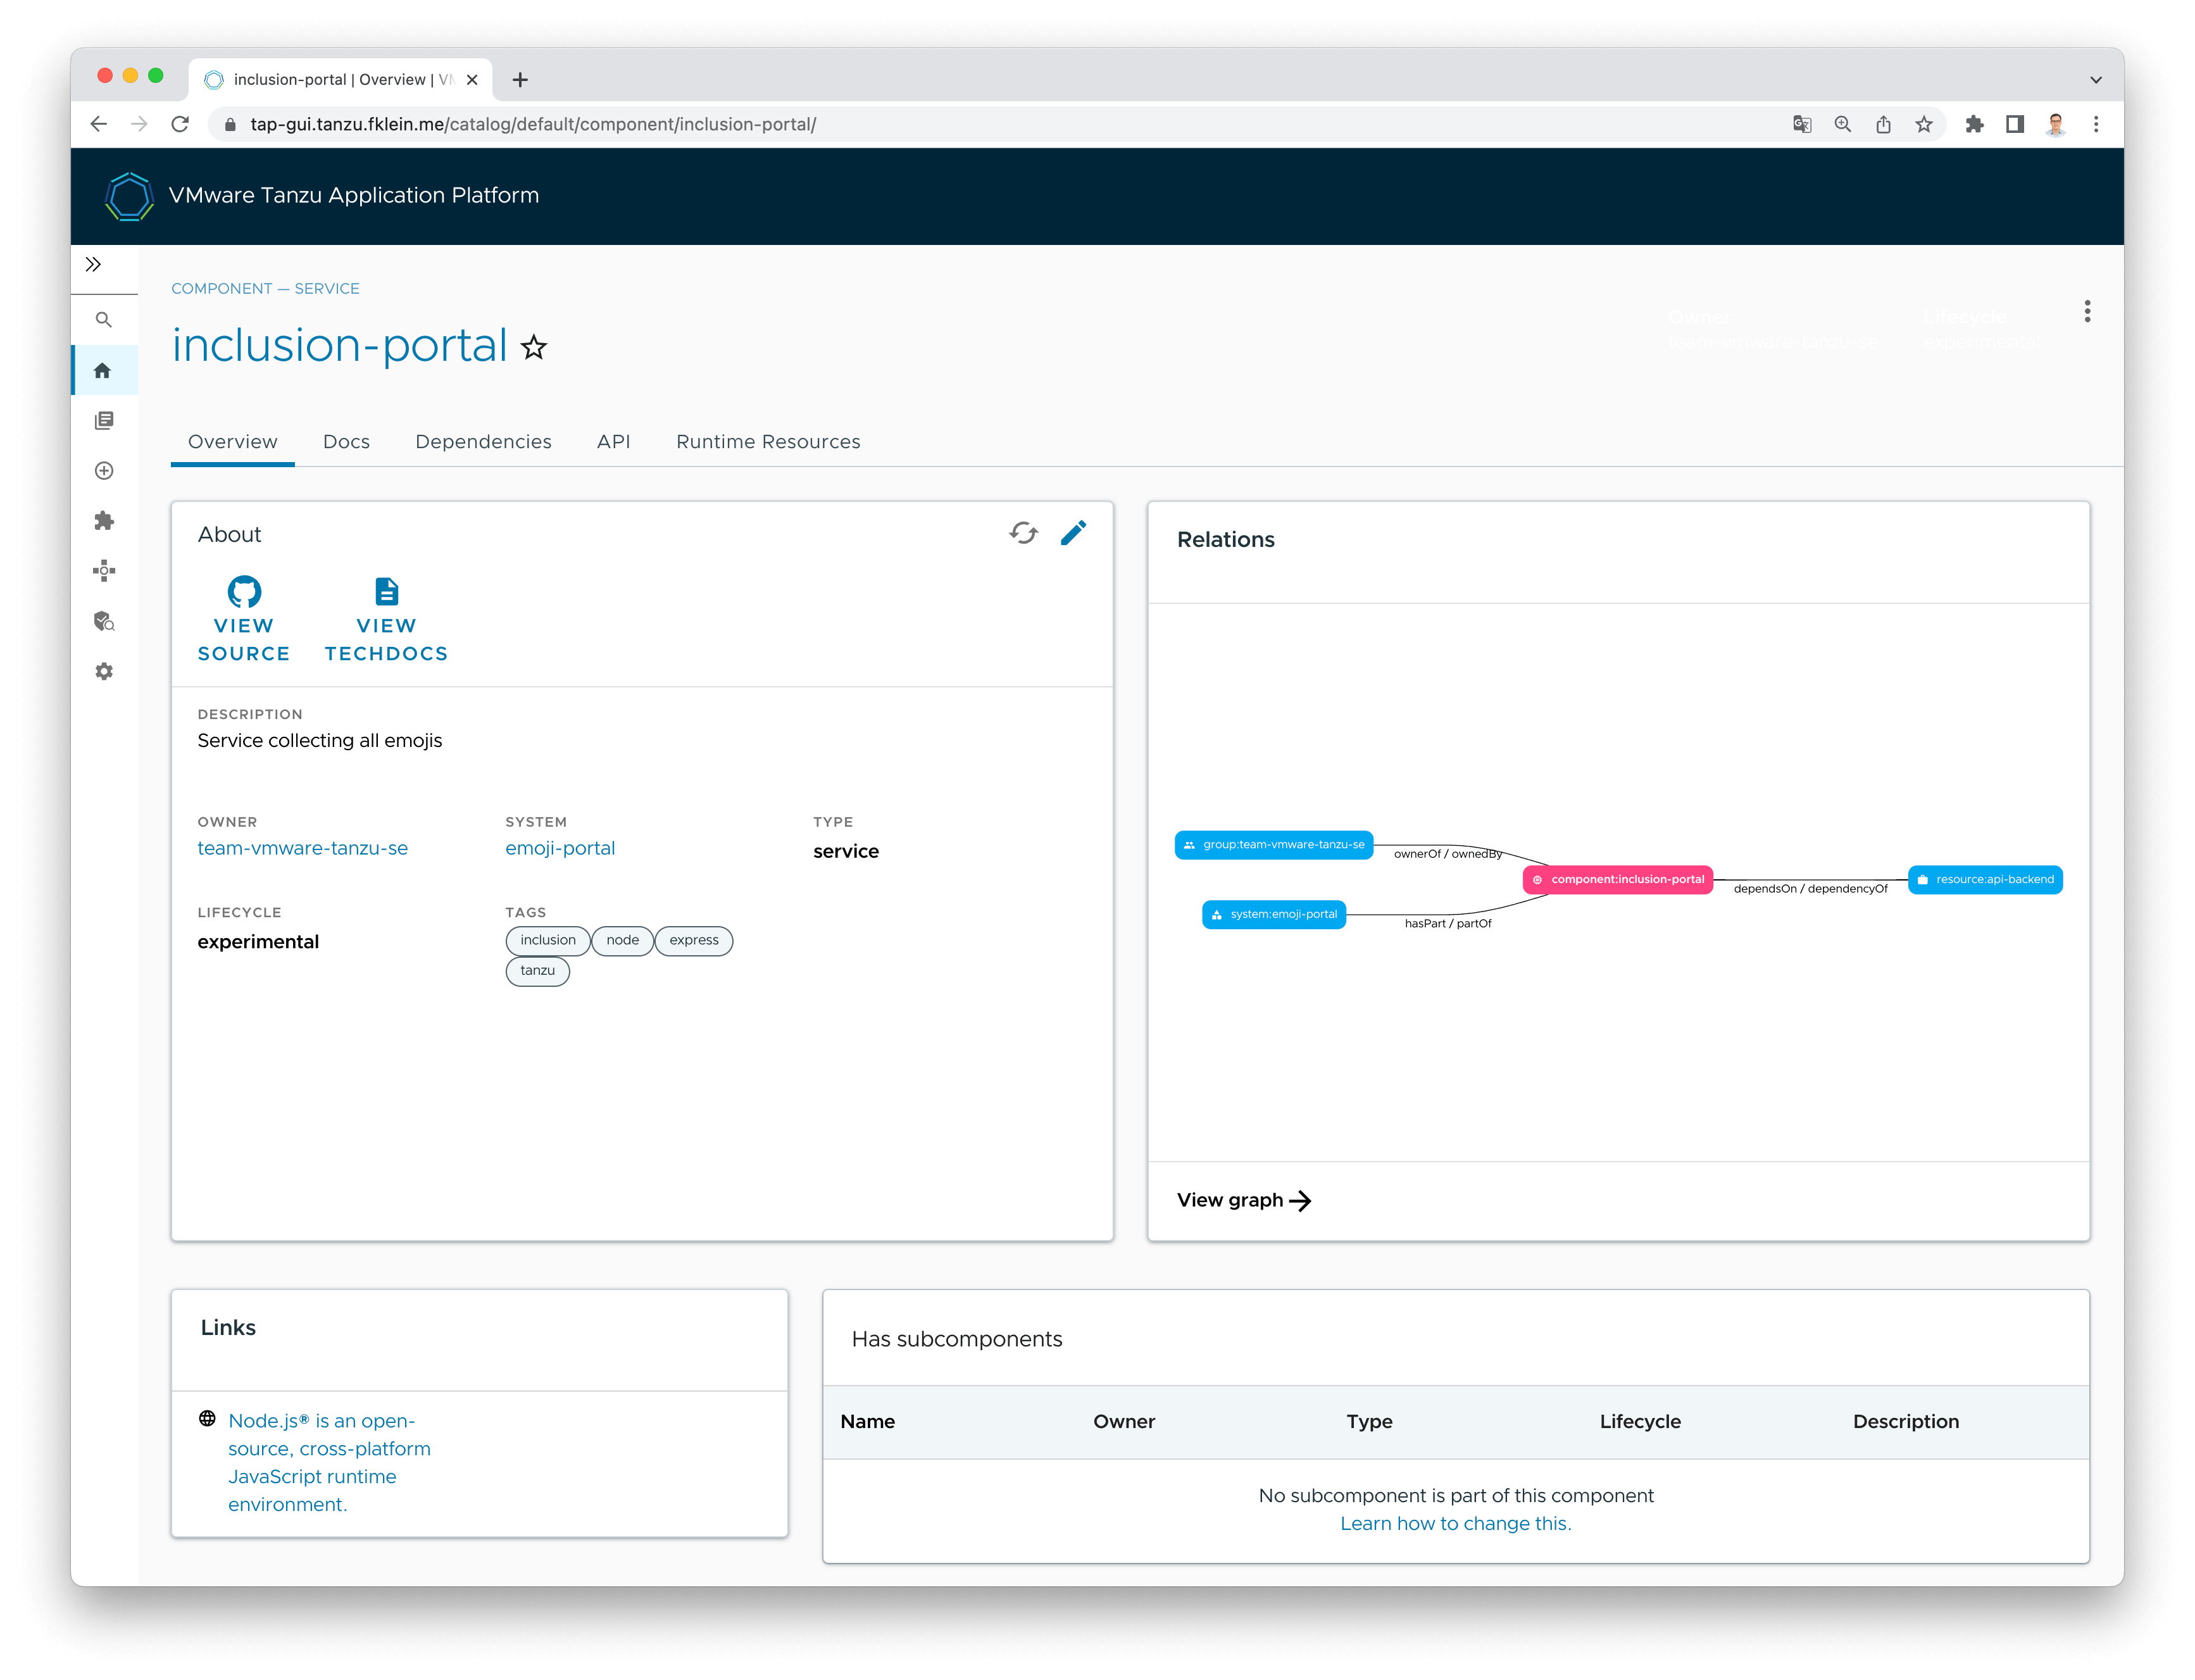 inclusion-portal | Overview | VM
tap-gui.tanzu.fklein.me/catalog/default/component/inclusion-portal/
VMware Tanzu Application Platform
COMPONENT — SERVICE
inclusion-portal
Owner
team-vmware-tanzu-se
Lifecycle
experimental
Overview
Docs
Dependencies
API
Runtime Resources
About
VIEW
SOURCE
VIEW
TECHDOCS
DESCRIPTION
Service collecting all emojis
OWNER
team-vmware-tanzu-se
SYSTEM
emoji-portal
TYPE
service
LIFECYCLE
experimental
TAGS
inclusion
node
express
tanzu
Relations
group:team-vmware-tanzu-se
ownerOf / ownedBy
component:inclusion-portal
dependsOn / dependencyOf
resource:api-backend
system:emoji-portal
hasPart / partOf
View graph
Links
Node.js® is an open-
source, cross-platform
JavaScript runtime
environment.
Has subcomponents
Name
Owner
Type
Lifecycle
Description
No subcomponent is part of this component
Learn how to change this.